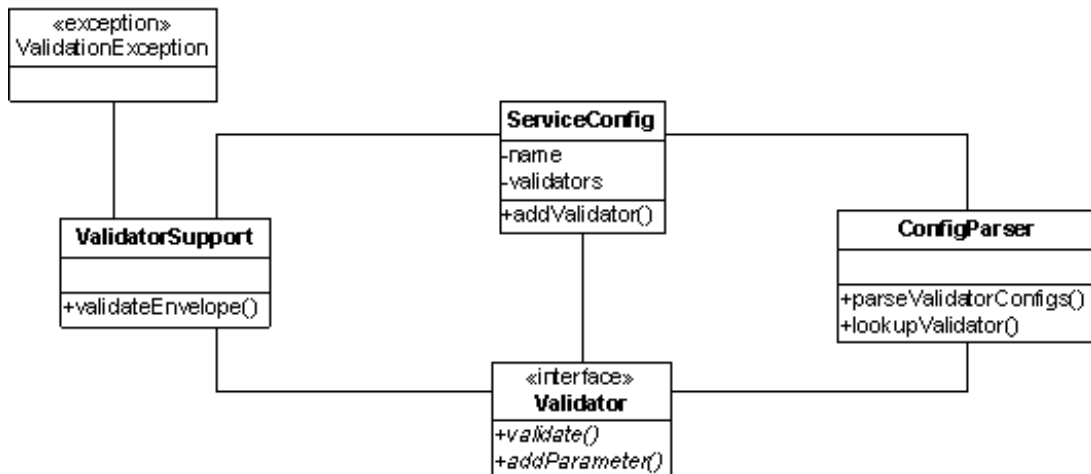 «exception»
ValidationException
ServiceConfig
-name
-validators
+addValidator()
ValidatorSupport
+validateEnvelope()
ConfigParser
+parseValidatorConfigs()
+lookupValidator()
«interface»
Validator
+validate()
+addParameter()